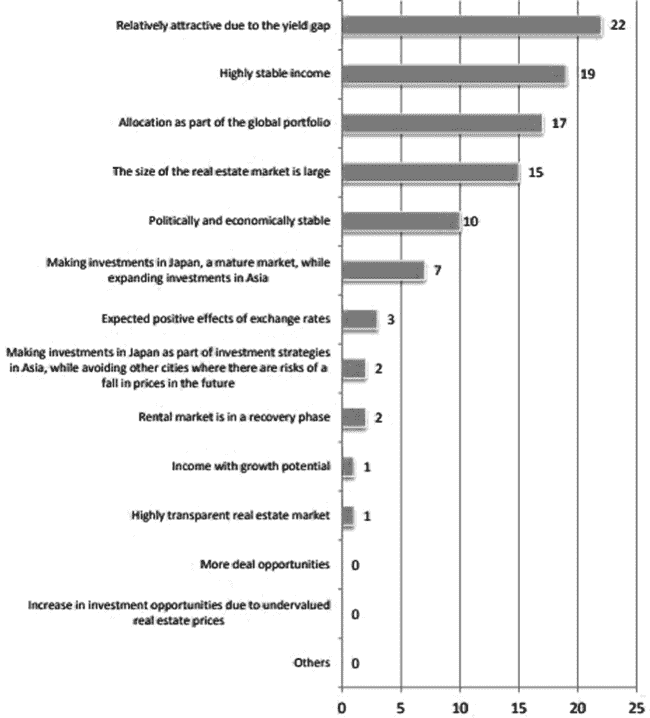 Relatively attractive due to the yield gap 22
Highly stable income 19
Allocation as part of the global portfolio 17
The size of the real estate market is large 15
Politically and economically stable 10
Making investments in Japan, a mature market, while
expanding investments in Asia 7
Expected positive effects of exchange rates 3
Making investments in Japan as part of investment strategies
in Asia, while avoiding other cities where there are risks of a 2
fall in prices in the future
Rental market is in a recovery phase 2
Income with growth potential 1
Highly transparent real estate market 1
More deal opportunities 0
Increase in investment opportunities due to undervalued
real estate prices 0
Others 0
0 5 10 15 20 25